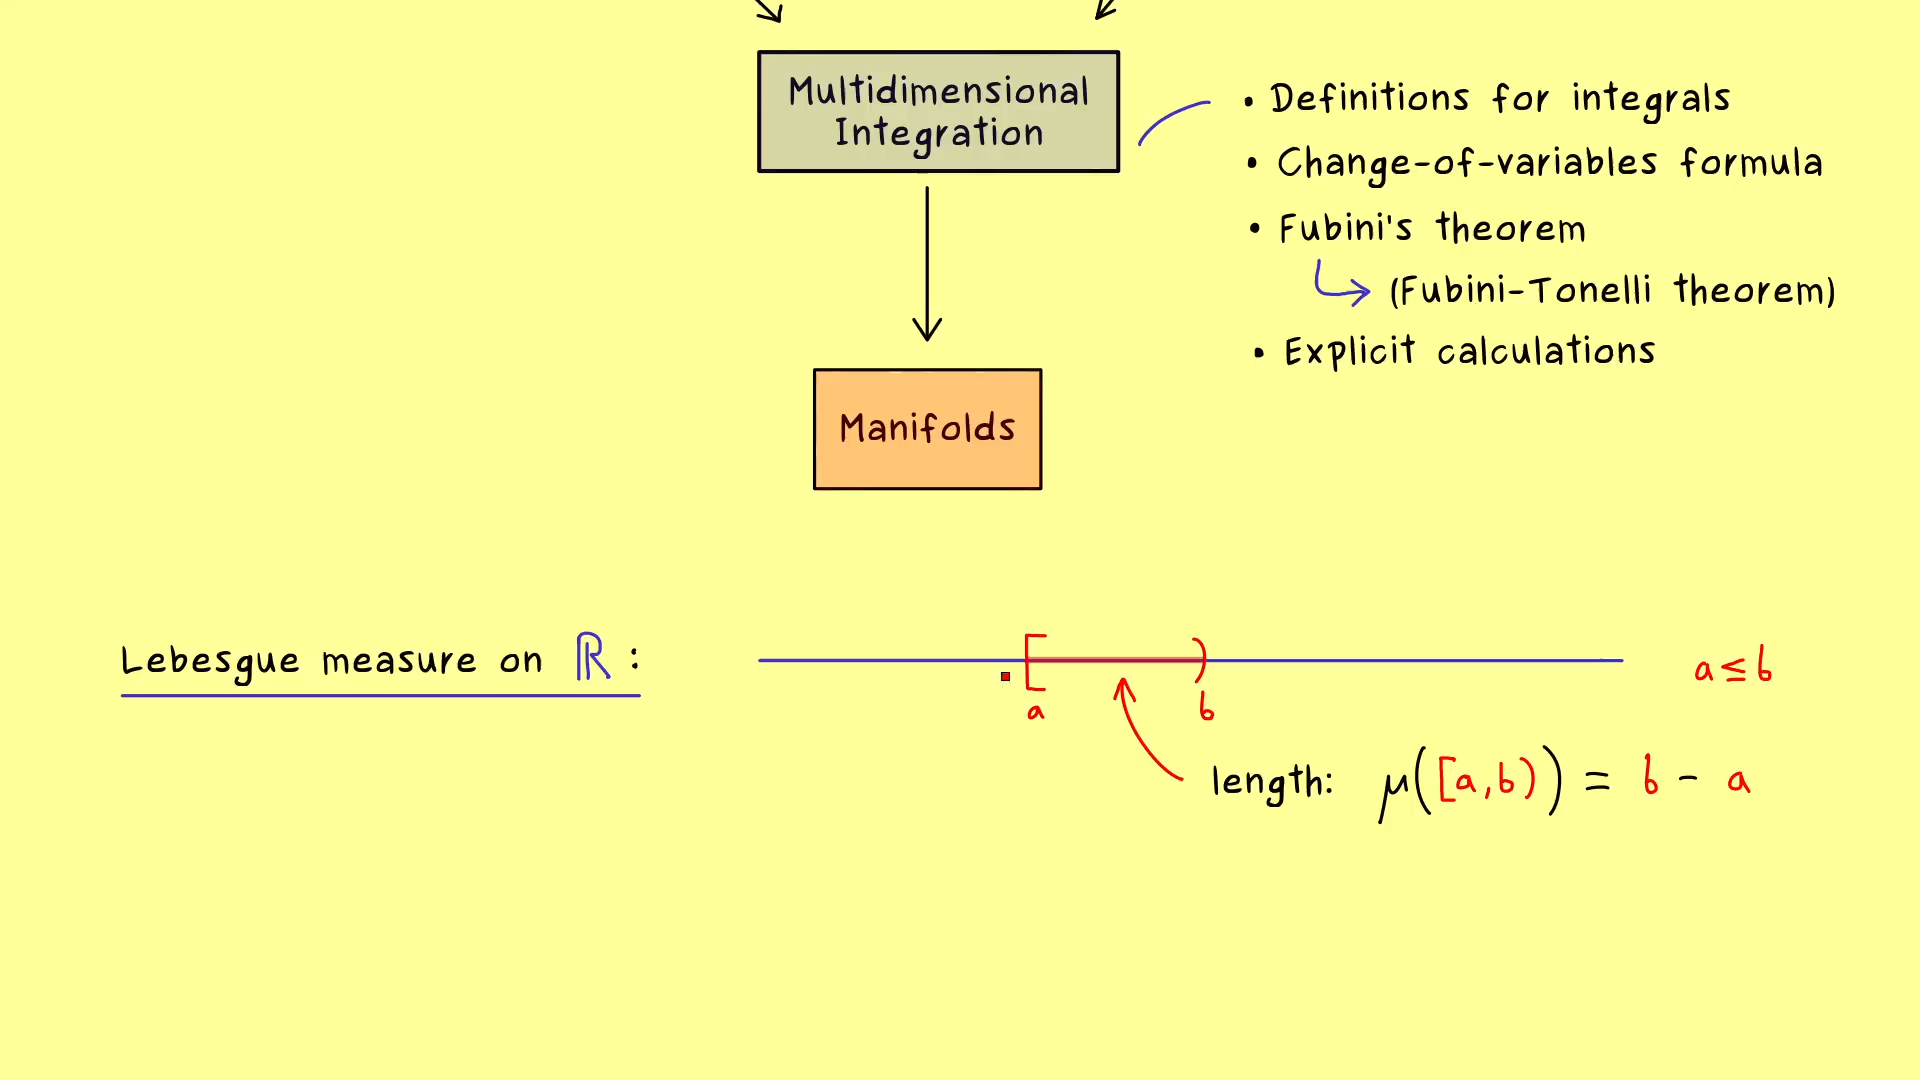 Multidimensional
Integration
• Definitions for integrals
• Change-of-variables formula
• Fubini's theorem
(Fubini-Tonelli theorem)
• Explicit calculations
Manifolds
Lebesgue measure on ℝ :
a b
a ≤ b
length: μ([a,b)) = b - a